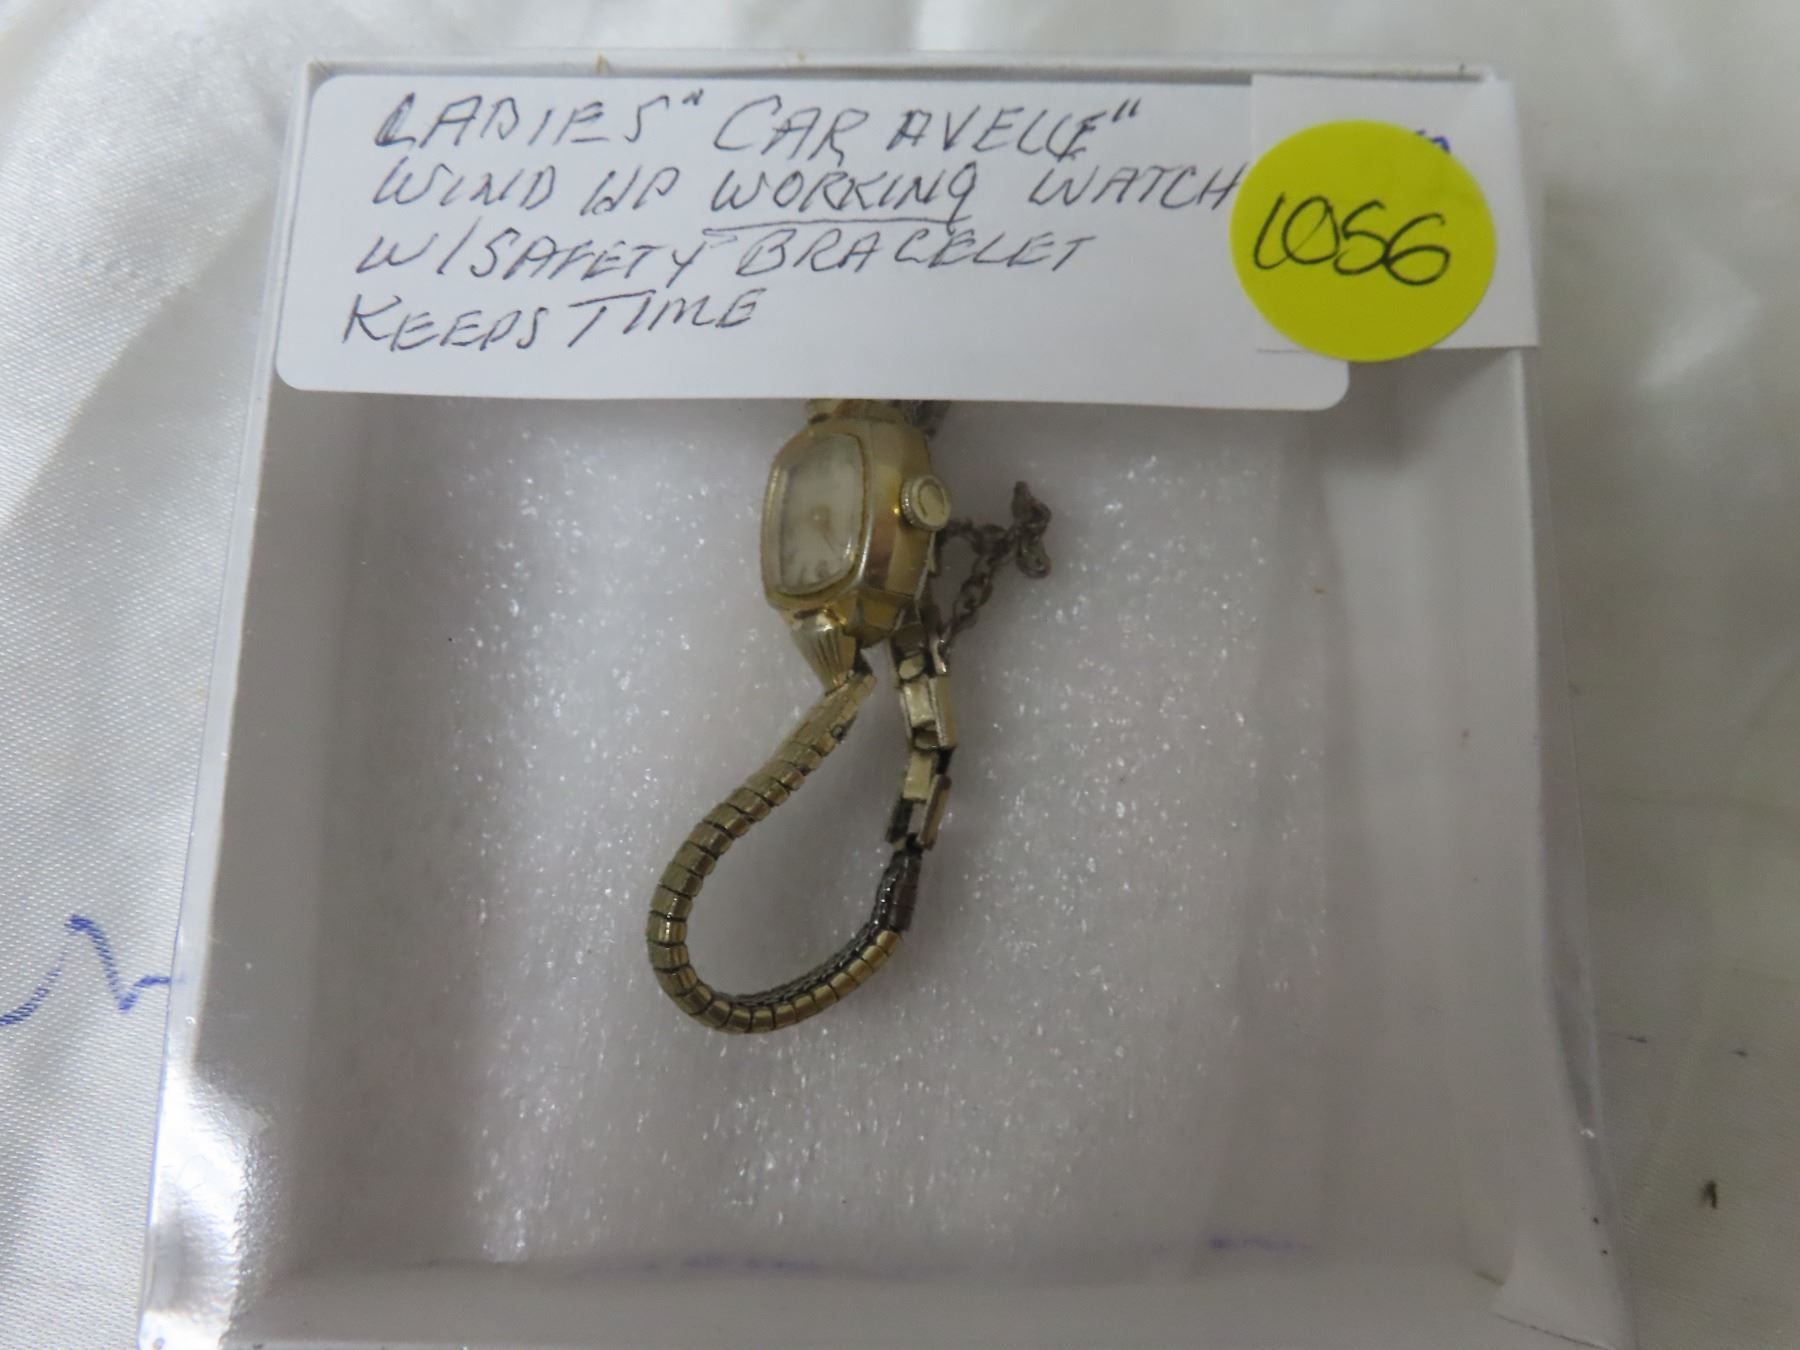 LADIES "CARAVELLE"
WIND UP WORKING WATCH
W/SAFETY BRACELET
KEEPS TIME
1056